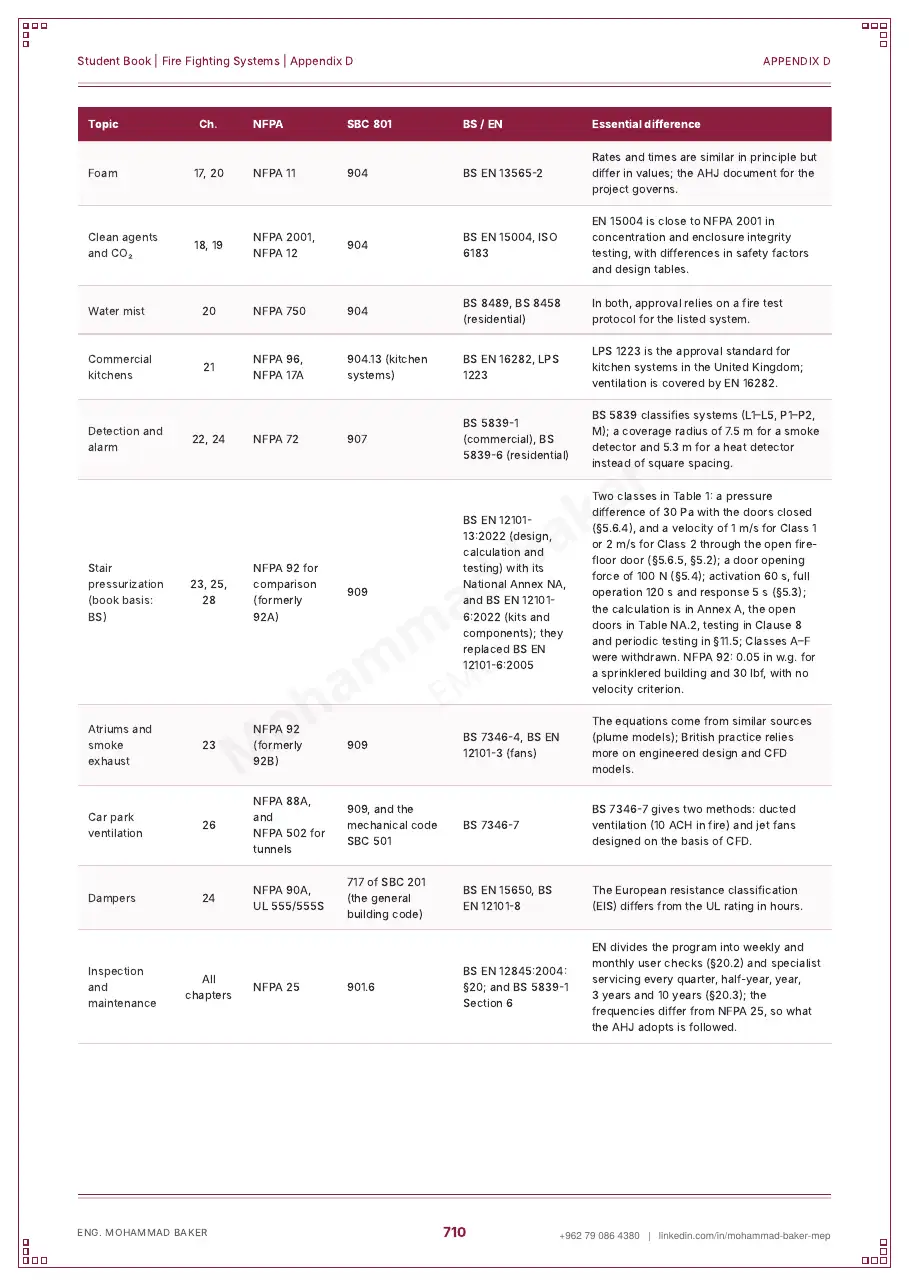 Student Book | Fire Fighting Systems | Appendix D
APPENDIX D
Topic Ch. NFPA SBC 801 BS / EN Essential difference
Foam
17, 20
NFPA 11
904
BS EN 13565-2
Rates and times are similar in principle but
differ in values; the AHJ document for the
project governs.
Clean agents
and CO₂
18, 19
NFPA 2001,
NFPA 12
904
BS EN 15004, ISO
6183
EN 15004 is close to NFPA 2001 in
concentration and enclosure integrity
testing, with differences in safety factors
and design tables.
Water mist
20
NFPA 750
904
BS 8489, BS 8458
(residential)
In both, approval relies on a fire test
protocol for the listed system.
Commercial
kitchens
21
NFPA 96,
NFPA 17A
904.13 (kitchen
systems)
BS EN 16282, LPS
1223
LPS 1223 is the approval standard for
kitchen systems in the United Kingdom;
ventilation is covered by EN 16282.
Detection and
alarm
22, 24
NFPA 72
907
BS 5839-1
(commercial), BS
5839-6 (residential)
BS 5839 classifies systems (L1–L5, P1–P2,
M); a coverage radius of 7.5 m for a smoke
detector and 5.3 m for a heat detector
instead of square spacing.
Stair
pressurization
(book basis:
BS)
23, 25,
28
NFPA 92 for
comparison
(formerly
92A)
909
BS EN 12101-
13:2022 (design,
calculation and
testing) with its
National Annex NA,
and BS EN 12101-
6:2022 (kits and
components); they
replaced BS EN
12101-6:2005
Two classes in Table 1: a pressure
difference of 30 Pa with the doors closed
(§5.6.4), and a velocity of 1 m/s for Class 1
or 2 m/s for Class 2 through the open fire-
floor door (§5.6.5, §5.2); a door opening
force of 100 N (§5.4); activation 60 s, full
operation 120 s and response 5 s (§5.3);
the calculation is in Annex A, the open
doors in Table NA.2, testing in Clause 8
and periodic testing in §11.5; Classes A–F
were withdrawn. NFPA 92: 0.05 in w.g. for
a sprinklered building and 30 lbf, with no
velocity criterion.
Atriums and
smoke
exhaust
23
NFPA 92
(formerly
92B)
909
BS 7346-4, BS EN
12101-3 (fans)
The equations come from similar sources
(plume models); British practice relies
more on engineered design and CFD
models.
Car park
ventilation
26
NFPA 88A,
and
NFPA 502 for
tunnels
909, and the
mechanical code
SBC 501
BS 7346-7
BS 7346-7 gives two methods: ducted
ventilation (10 ACH in fire) and jet fans
designed on the basis of CFD.
Dampers
24
NFPA 90A,
UL 555/555S
717 of SBC 201
(the general
building code)
BS EN 15650, BS
EN 12101-8
The European resistance classification
(EIS) differs from the UL rating in hours.
Inspection
and
maintenance
All
chapters
NFPA 25
901.6
BS EN 12845:2004:
§20; and BS 5839-1
Section 6
EN divides the program into weekly and
monthly user checks (§20.2) and specialist
servicing every quarter, half-year, year,
3 years and 10 years (§20.3); the
frequencies differ from NFPA 25, so what
the AHJ adopts is followed.
ENG. MOHAMMAD BAKER
710
+962 79 086 4380 | linkedin.com/in/mohammad-baker-mep